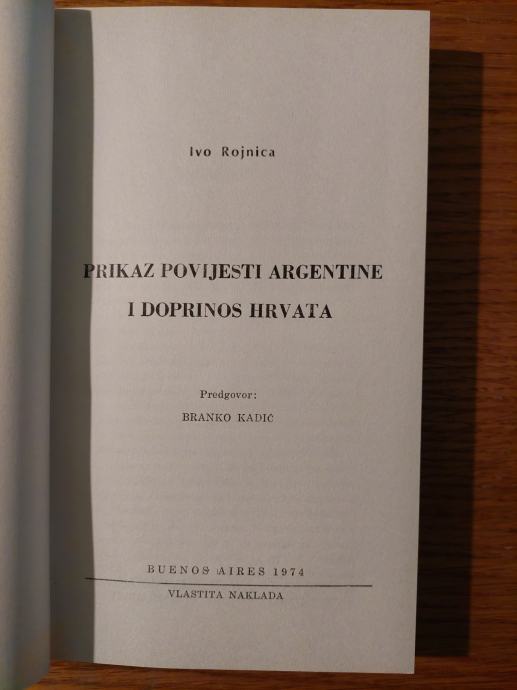 Ivo Rojnica
PRIKAZ POVIJESTI ARGENTINE
I DOPRINOS HRVATA
Predgovor:
BRANKO KADIĆ
BUENOS AIRES 1974
VLASTITA NAKLADA